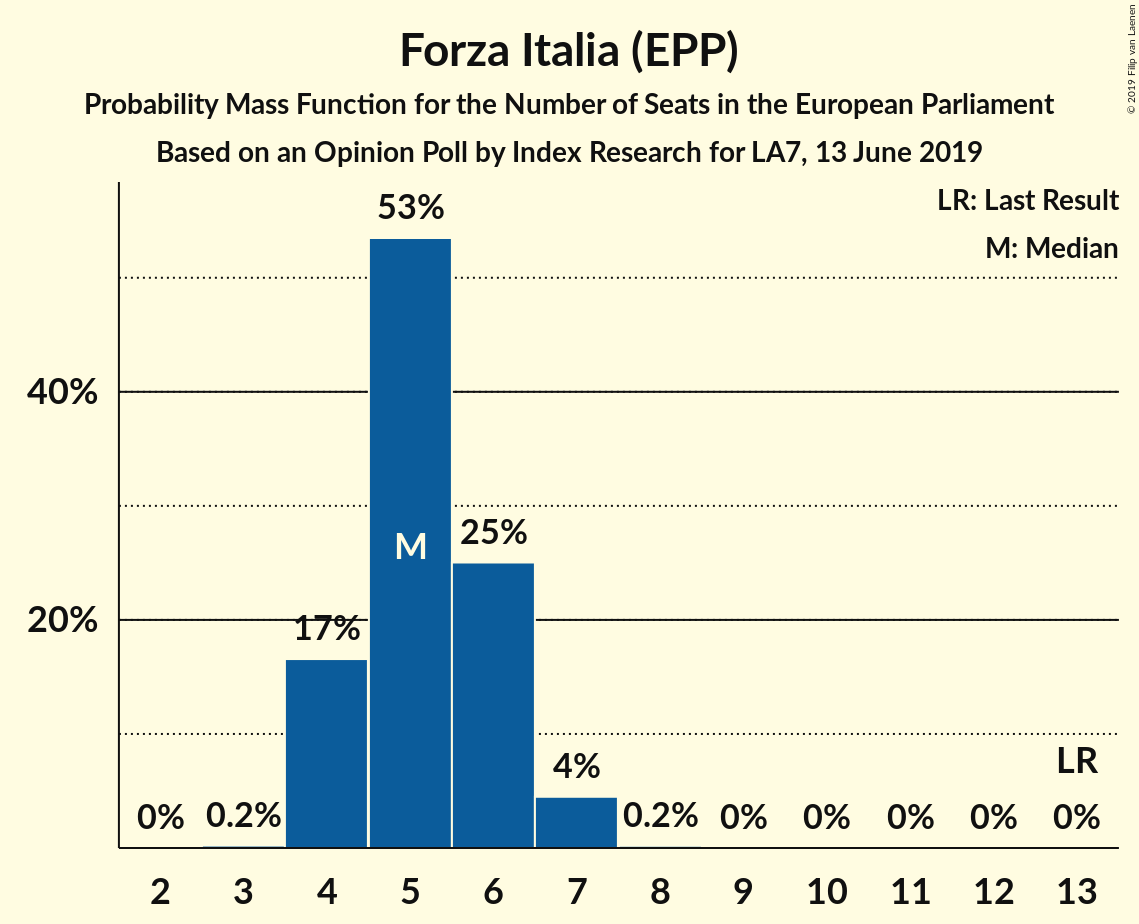 Forza Italia (EPP)
Probability Mass Function for the Number of Seats in the European Parliament
Based on an Opinion Poll by Index Research for LA7, 13 June 2019
© 2019 Filip van Laenen
LR: Last Result
M: Median
53%
40%
M
25%
20%
17%
4%
LR
0%
0.2%
0.2%
0%
0%
0%
0%
0%
2 3 4 5 6 7 8 9 10 11 12 13